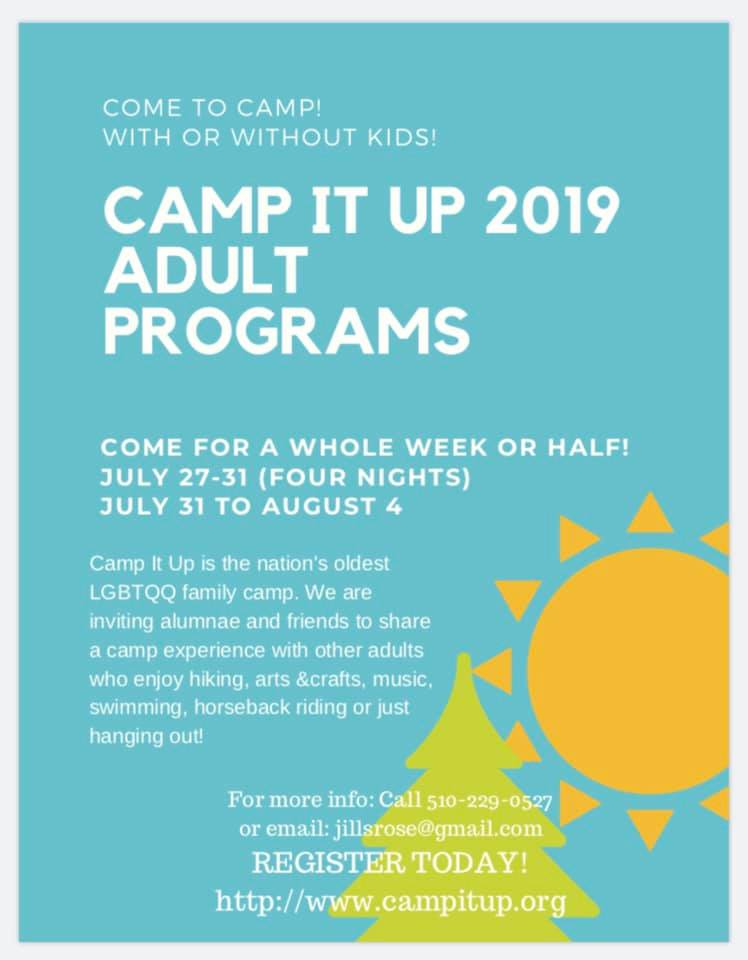 COME TO CAMP!
WITH OR WITHOUT KIDS!
CAMP IT UP 2019
ADULT
PROGRAMS
COME FOR A WHOLE WEEK OR HALF!
JULY 27-31 (FOUR NIGHTS)
JULY 31 TO AUGUST 4
Camp It Up is the nation's oldest
LGBTQQ family camp. We are
inviting alumnae and friends to share
a camp experience with other adults
who enjoy hiking, arts &crafts, music,
swimming, horseback riding or just
hanging out!
For more info: Call 510-229-0527
or email: jillsrose@gmail.com
REGISTER TODAY!
http://www.campitup.org